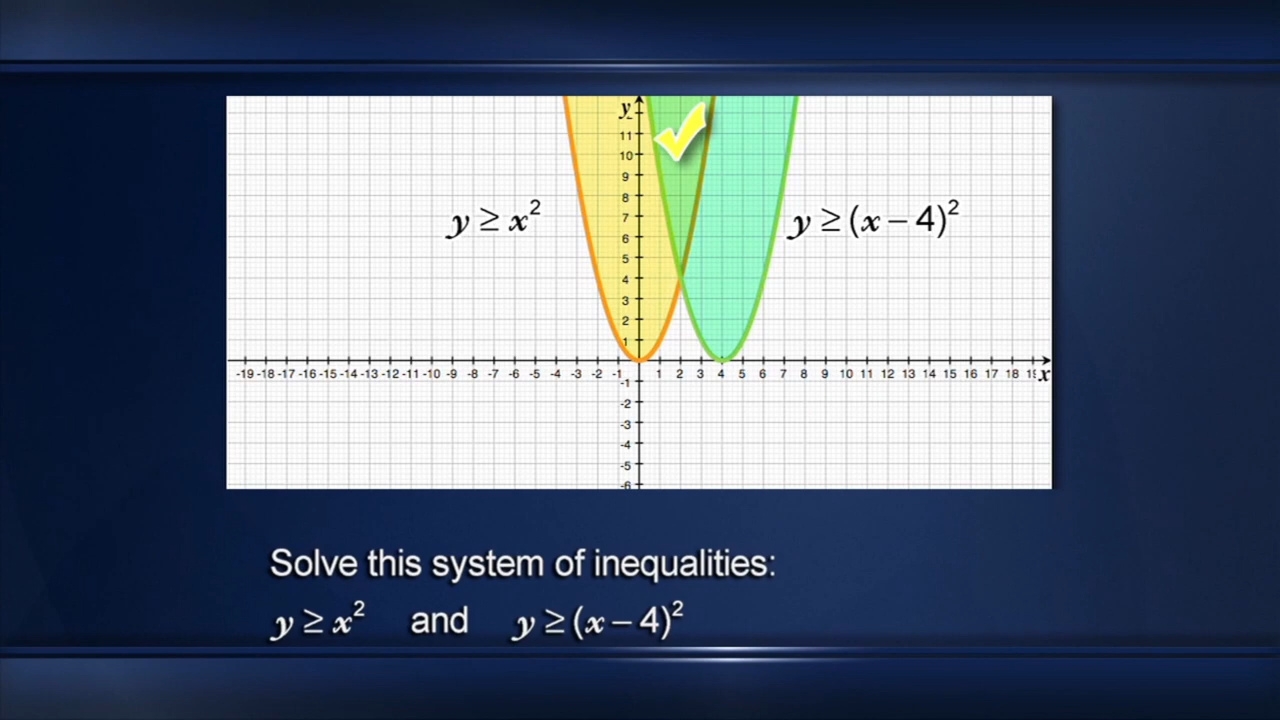 y
11
10
9
8
7
y ≥ x²
y ≥ (x – 4)²
6
5
4
3
2
1
-19 -18 -17 -16 -15 -14 -13 -12 -11 -10 -9 -8 -7 -6 -5 -4 -3 -2 -1 1 2 3 4 5 6 7 8 9 10 11 12 13 14 15 16 17 18 x
-1
-2
-3
-4
-5
-6
Solve this system of inequalities:
y ≥ x² and y ≥ (x – 4)²